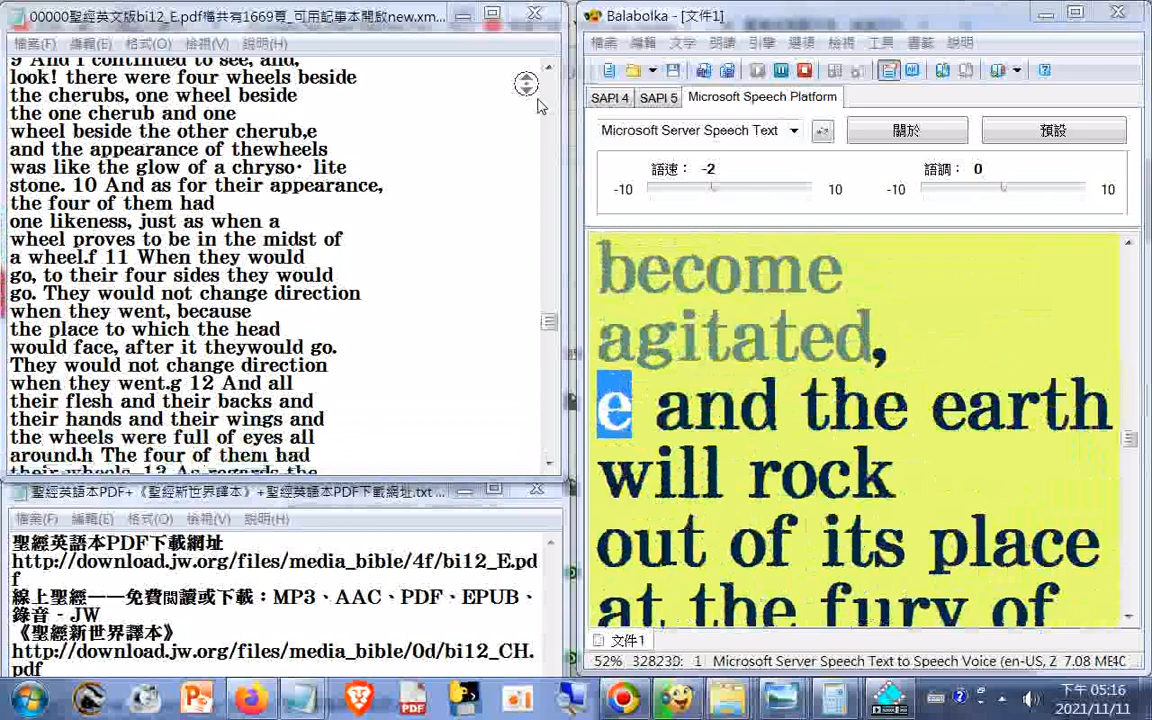 00000聖經英文版bi12_E.pdf檔共有1669頁_可用記事本開啟new.xm...
檔案(F) 編輯(E) 格式(O) 檢視(V) 說明(H)
9 And I continued to see, and,
look! there were four wheels beside
the cherubs, one wheel beside
the one cherub and one
wheel beside the other cherub,e
and the appearance of thewheels
was like the glow of a chryso· lite
stone. 10 And as for their appearance,
the four of them had
one likeness, just as when a
wheel proves to be in the midst of
a wheel.f 11 When they would
go, to their four sides they would
go. They would not change direction
when they went, because
the place to which the head
would face, after it theywould go.
They would not change direction
when they went.g 12 And all
their flesh and their backs and
their hands and their wings and
the wheels were full of eyes all
around.h The four of them had
their wheels. 13 As regards the
聖經英語本PDF+《聖經新世界譯本》+聖經英語本PDF下載網址.txt ...
檔案(F) 編輯(E) 格式(O) 檢視(V) 說明(H)
聖經英語本PDF下載網址
http://download.jw.org/files/media_bible/4f/bi12_E.pd
f
線上聖經——免費閱讀或下載：MP3、AAC、PDF、EPUB、
錄音 - JW
《聖經新世界譯本》
http://download.jw.org/files/media_bible/0d/bi12_CH.
pdf
Balabolka - [文件1]
檔案 編輯 文字 朗讀 引擎 選項 檢視 工具 書籤 說明
SAPI 4 SAPI 5 Microsoft Speech Platform
Microsoft Server Speech Text 關於 預設
語速： -2 語調： 0
-10 10 -10 10
become
agitated,
e and the earth
will rock
out of its place
at the fury of
文件1
52% 32823D: 1 Microsoft Server Speech Text to Speech Voice (en-US, Z 7.08 ME
下午 05:16
2021/11/11